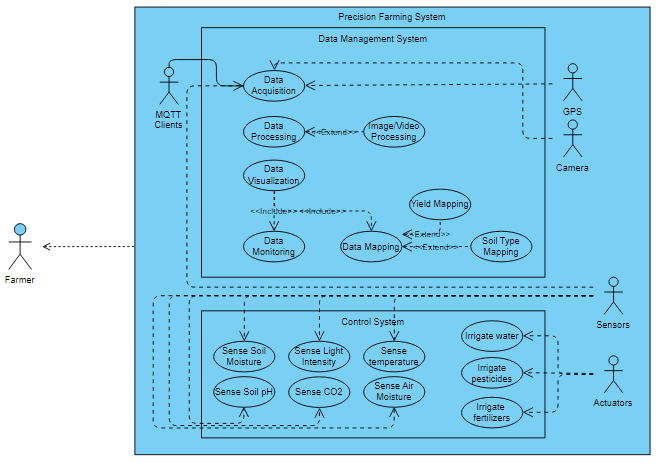 Precision Farming System
Data Management System
MQTT
Clients
Data
Acquisition
GPS
Camera
Data
Processing
<<Extend>>
Image/Video
Processing
Data
Visualization
<<Include>>
<<Include>>
Yield Mapping
<<Extend>>
Data
Monitoring
Data Mapping
<<Extend>>
Soil Type
Mapping
Farmer
Sensors
Control System
Sense Soil
Moisture
Sense Light
Intensity
Sense
temperature
Irrigate water
Sense Soil pH
Sense CO2
Sense Air
Moisture
Irrigate
pesticides
Irrigate
fertilizers
Actuators